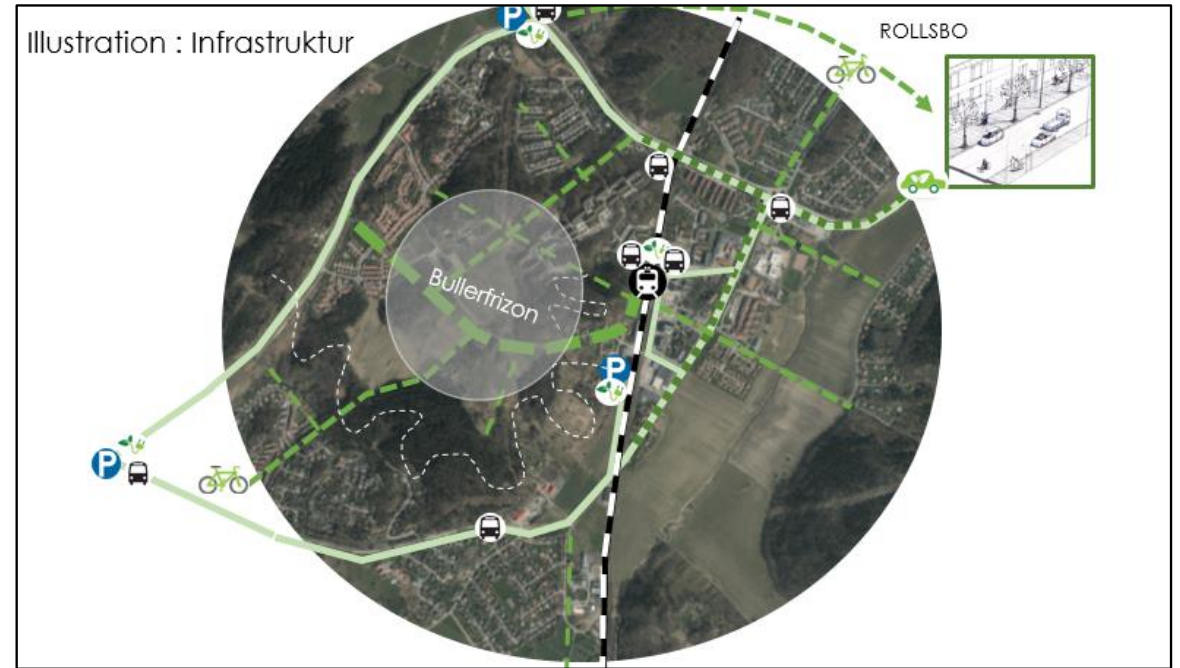 Illustration : Infrastruktur
ROLLSBO
P
Bullerfrizon
P
P